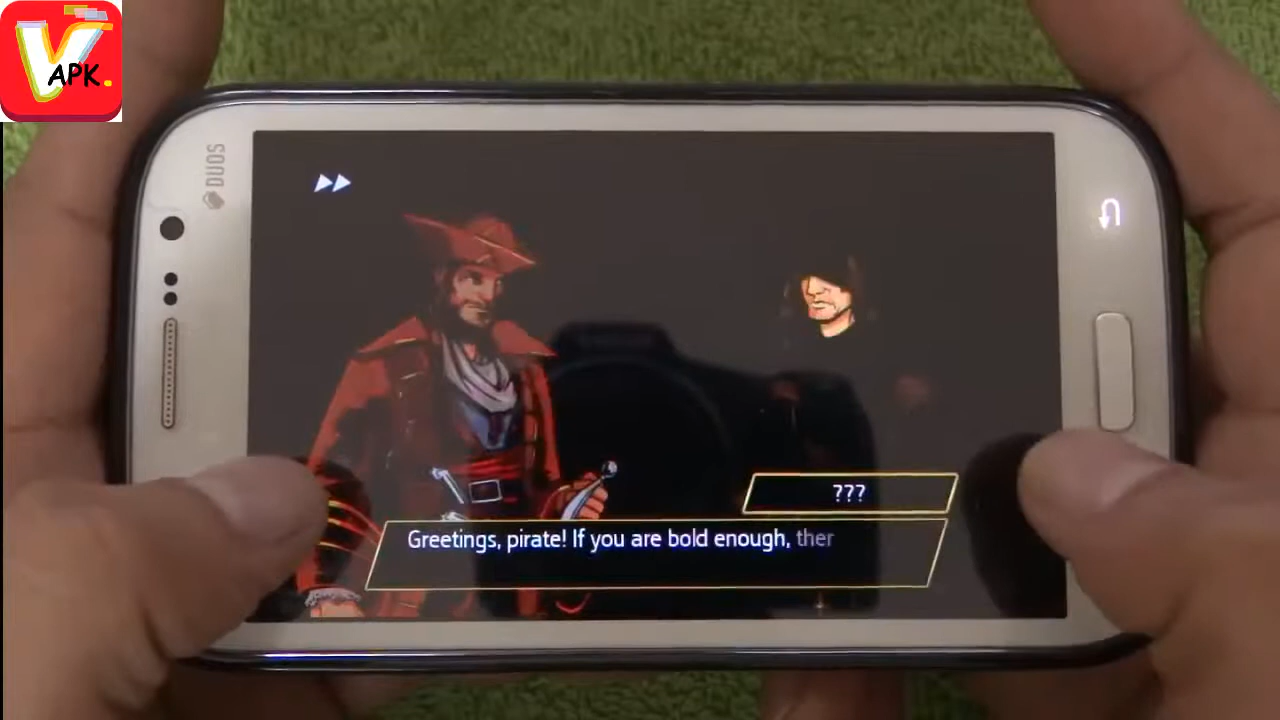 V
APK.
DUOS
???
Greetings, pirate! If you are bold enough, ther